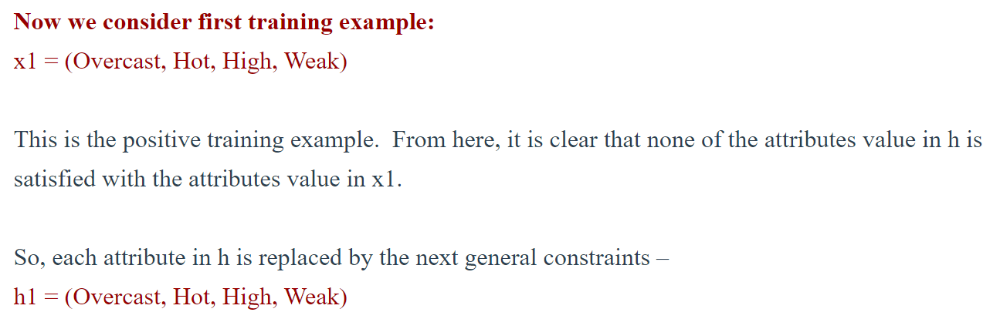 Now we consider first training example:
x1 = (Overcast, Hot, High, Weak)
This is the positive training example.  From here, it is clear that none of the attributes value in h is
satisfied with the attributes value in x1.
So, each attribute in h is replaced by the next general constraints –
h1 = (Overcast, Hot, High, Weak)